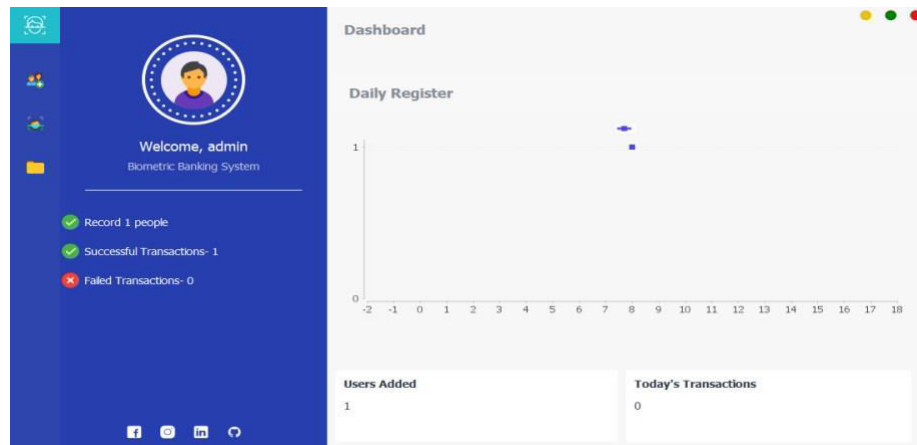 Welcome, admin
Biometric Banking System
Record 1 people
Successful Transactions- 1
Failed Transactions- 0
Dashboard
Daily Register
1
0
-2 -1 0 1 2 3 4 5 6 7 8 9 10 11 12 13 14 15 16 17 18
Users Added
1
Today's Transactions
0